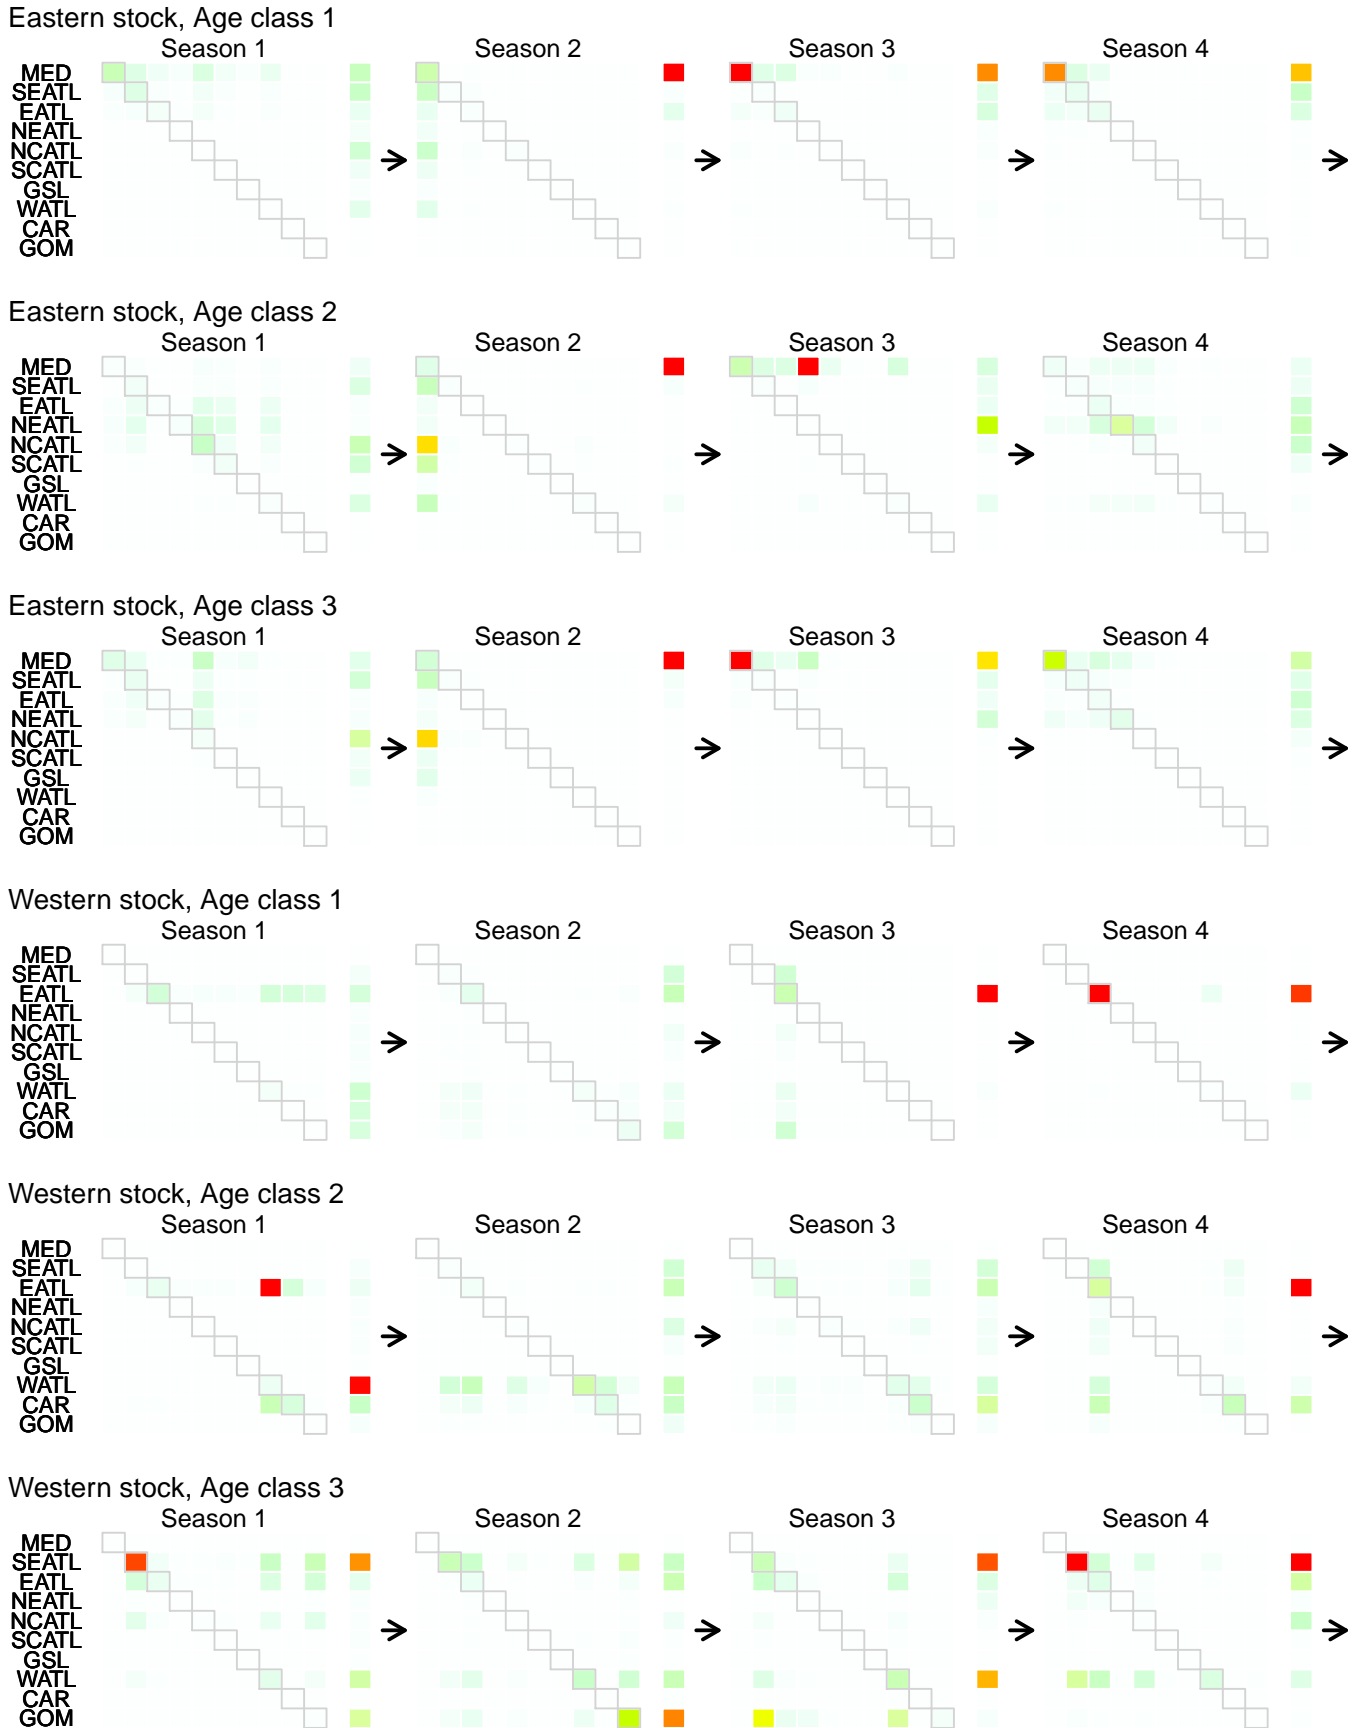 Eastern stock, Age class 1
Season 1 Season 2 Season 3 Season 4
MED
SEATL
EATL
NEATL
NCATL
SCATL
GSL
WATL
CAR
GOM
Eastern stock, Age class 2
Season 1 Season 2 Season 3 Season 4
MED
SEATL
EATL
NEATL
NCATL
SCATL
GSL
WATL
CAR
GOM
Eastern stock, Age class 3
Season 1 Season 2 Season 3 Season 4
MED
SEATL
EATL
NEATL
NCATL
SCATL
GSL
WATL
CAR
GOM
Western stock, Age class 1
Season 1 Season 2 Season 3 Season 4
MED
SEATL
EATL
NEATL
NCATL
SCATL
GSL
WATL
CAR
GOM
Western stock, Age class 2
Season 1 Season 2 Season 3 Season 4
MED
SEATL
EATL
NEATL
NCATL
SCATL
GSL
WATL
CAR
GOM
Western stock, Age class 3
Season 1 Season 2 Season 3 Season 4
MED
SEATL
EATL
NEATL
NCATL
SCATL
GSL
WATL
CAR
GOM